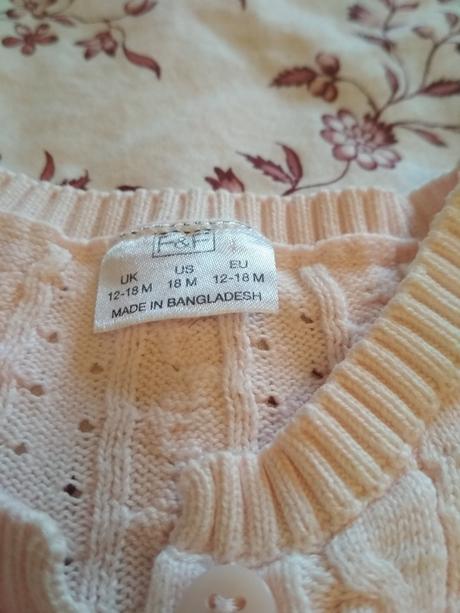 F&F
UK US EU
12-18 M 18 M 12-18 M
MADE IN BANGLADESH